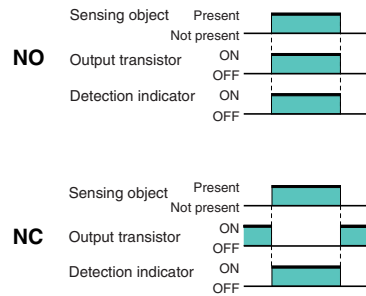 Sensing object Present
Not present
NO Output transistor ON
OFF
Detection indicator ON
OFF
Sensing object Present
Not present
NC Output transistor ON
OFF
Detection indicator ON
OFF